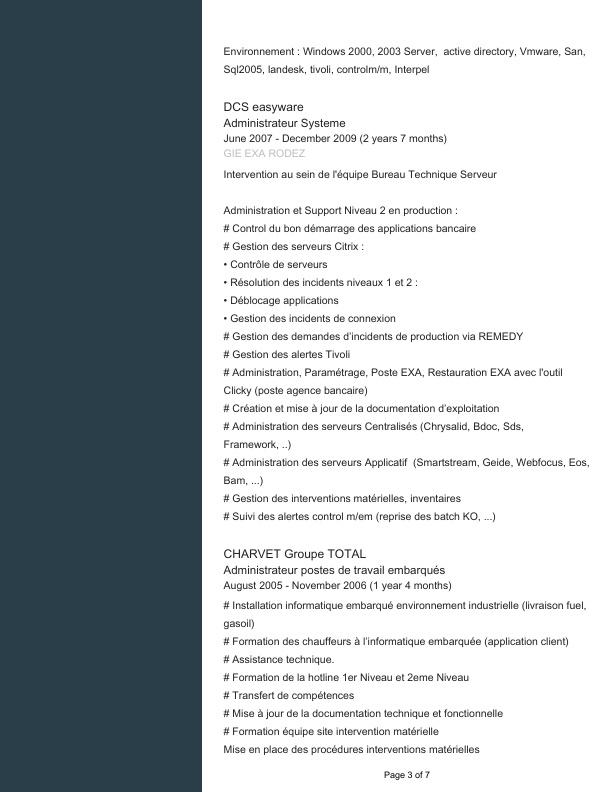 Environnement : Windows 2000, 2003 Server,  active directory, Vmware, San,
Sql2005, landesk, tivoli, controlm/m, Interpel
DCS easyware
Administrateur Systeme
June 2007 - December 2009 (2 years 7 months)
GIE EXA RODEZ
Intervention au sein de l'équipe Bureau Technique Serveur
Administration et Support Niveau 2 en production :
# Control du bon démarrage des applications bancaire
# Gestion des serveurs Citrix :
• Contrôle de serveurs
• Résolution des incidents niveaux 1 et 2 :
• Déblocage applications
• Gestion des incidents de connexion
# Gestion des demandes d'incidents de production via REMEDY
# Gestion des alertes Tivoli
# Administration, Paramétrage, Poste EXA, Restauration EXA avec l'outil
Clicky (poste agence bancaire)
# Création et mise à jour de la documentation d'exploitation
# Administration des serveurs Centralisés (Chrysalid, Bdoc, Sds,
Framework, ..)
# Administration des serveurs Applicatif  (Smartstream, Geide, Webfocus, Eos,
Bam, ...)
# Gestion des interventions matérielles, inventaires
# Suivi des alertes control m/em (reprise des batch KO, ...)
CHARVET Groupe TOTAL
Administrateur postes de travail embarqués
August 2005 - November 2006 (1 year 4 months)
# Installation informatique embarqué environnement industrielle (livraison fuel,
gasoil)
# Formation des chauffeurs à l'informatique embarquée (application client)
# Assistance technique.
# Formation de la hotline 1er Niveau et 2eme Niveau
# Transfert de compétences
# Mise à jour de la documentation technique et fonctionnelle
# Formation équipe site intervention matérielle
Mise en place des procédures interventions matérielles
Page 3 of 7